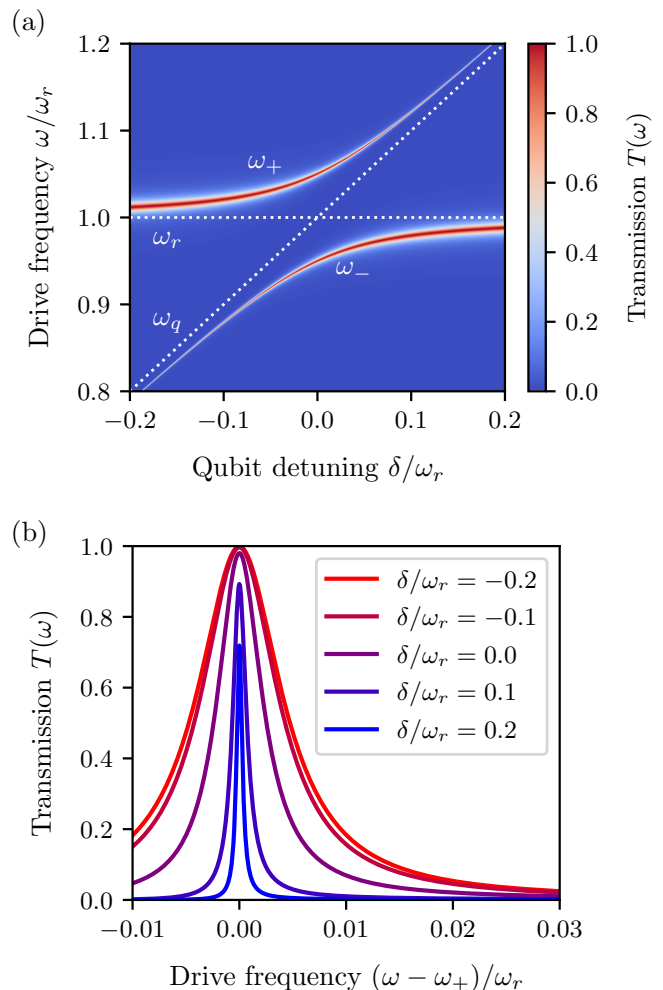 (a)
1.2
1.1
1.0
0.9
0.8
Drive frequency ω/ω_r
ω_+
ω_r
ω_−
ω_q
−0.2
−0.1
0.0
0.1
0.2
Qubit detuning δ/ω_r
1.0
0.8
0.6
0.4
0.2
0.0
Transmission T(ω)
(b)
1.0
0.8
0.6
0.4
0.2
0.0
Transmission T(ω)
δ/ω_r = −0.2
δ/ω_r = −0.1
δ/ω_r = 0.0
δ/ω_r = 0.1
δ/ω_r = 0.2
−0.01
0.00
0.01
0.02
0.03
Drive frequency (ω − ω_+)/ω_r